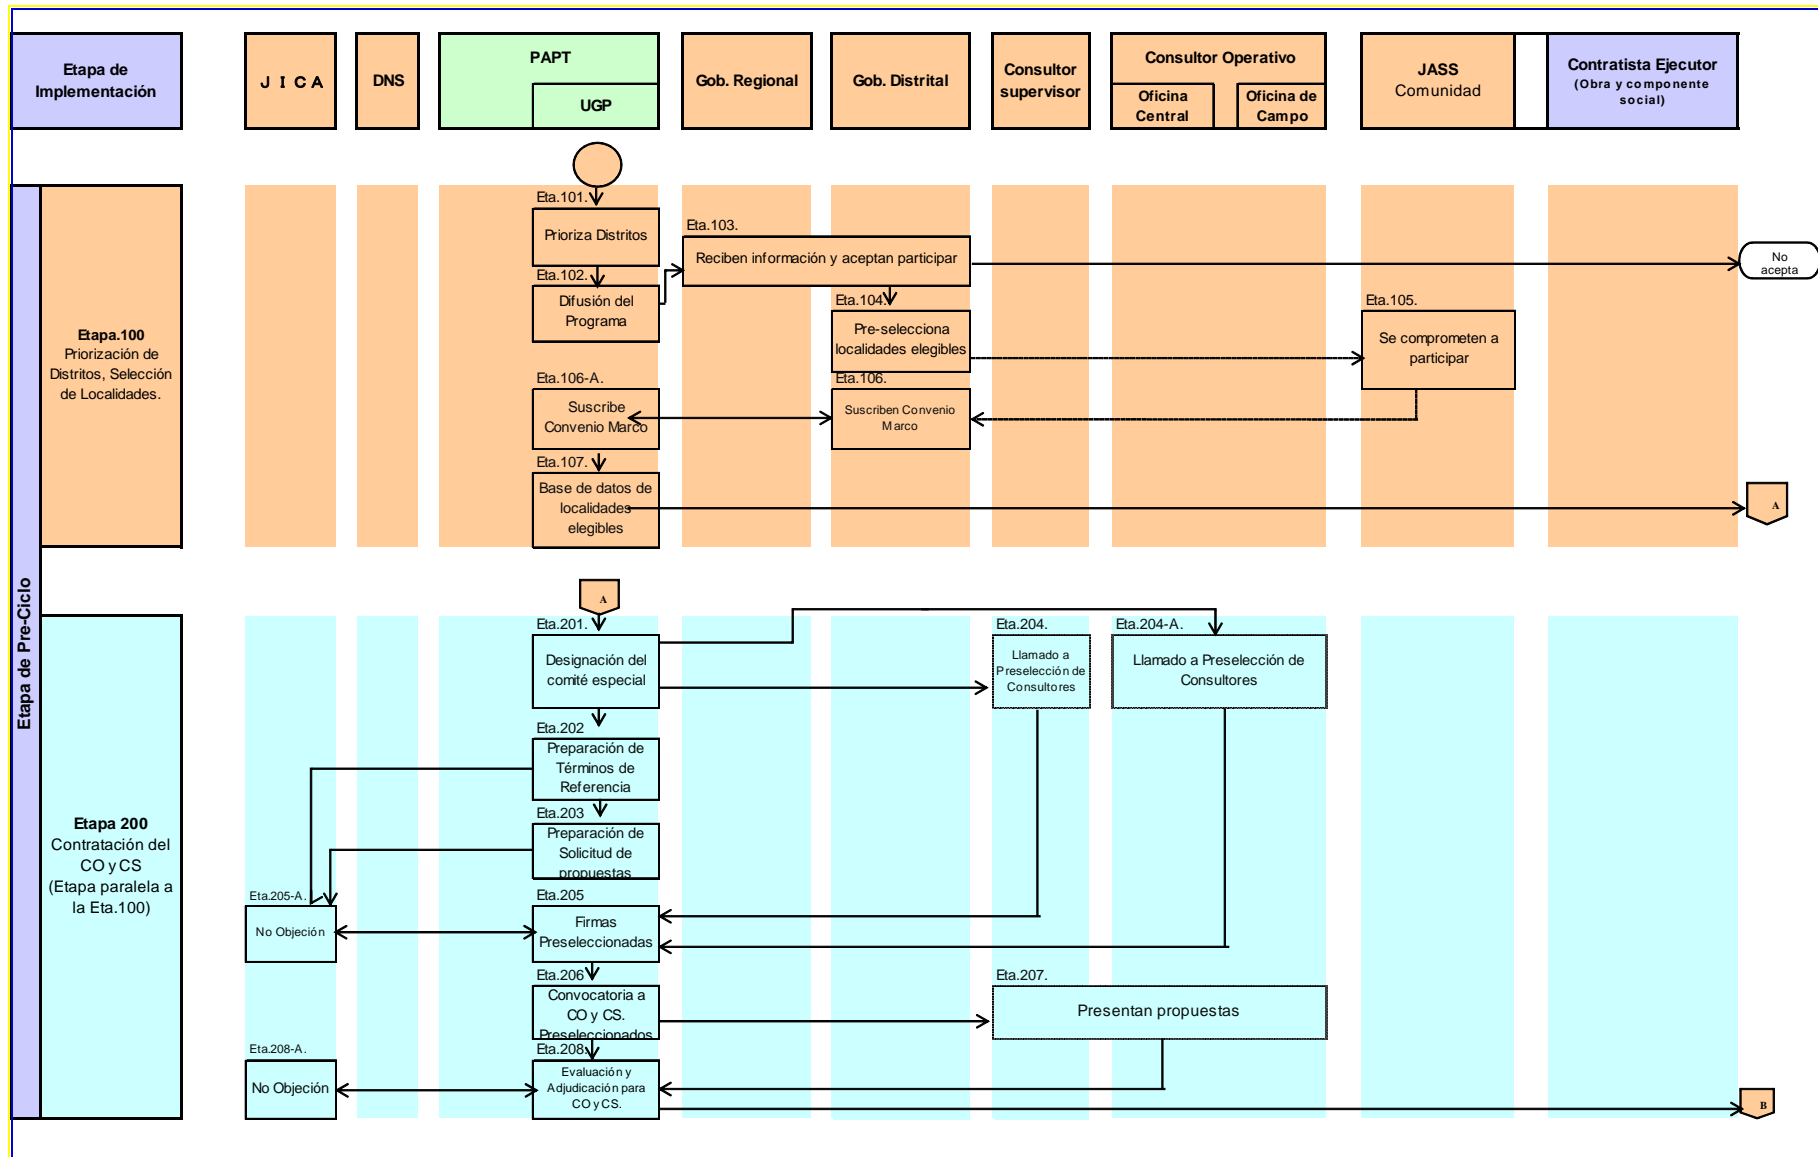 Etapa de
Implementación
J I C A
DNS
PAPT
UGP
Gob. Regional
Gob. Distrital
Consultor
supervisor
Consultor Operativo
Oficina
Central
Oficina de
Campo
JASS
Comunidad
Contratista Ejecutor
(Obra y componente
social)
Etapa de Pre-Ciclo
Etapa.100
Priorización de
Distritos, Selección
de Localidades.
Eta.101.
Prioriza Distritos
Eta.102.
Difusión del
Programa
Eta.103.
Reciben información y aceptan participar
No
acepta
Eta.104.
Pre-selecciona
localidades elegibles
Eta.105.
Se comprometen a
participar
Eta.106-A.
Suscribe
Convenio Marco
Eta.106.
Suscriben Convenio
Marco
Eta.107.
Base de datos de
localidades
elegibles
A
A
Etapa 200
Contratación del
CO y CS
(Etapa paralela a
la Eta.100)
Eta.201.
Designación del
comité especial
Eta.204.
Llamado a
Preselección de
Consultores
Eta.204-A.
Llamado a Preselección de
Consultores
Eta.202
Preparación de
Términos de
Referencia
Eta.203
Preparación de
Solicitud de
propuestas
Eta.205-A.
No Objeción
Eta.205
Firmas
Preseleccionadas
Eta.206
Convocatoria a
CO y CS.
Preseleccionados
Eta.207.
Presentan propuestas
Eta.208-A.
No Objeción
Eta.208.
Evaluación y
Adjudicación para
CO y CS.
B